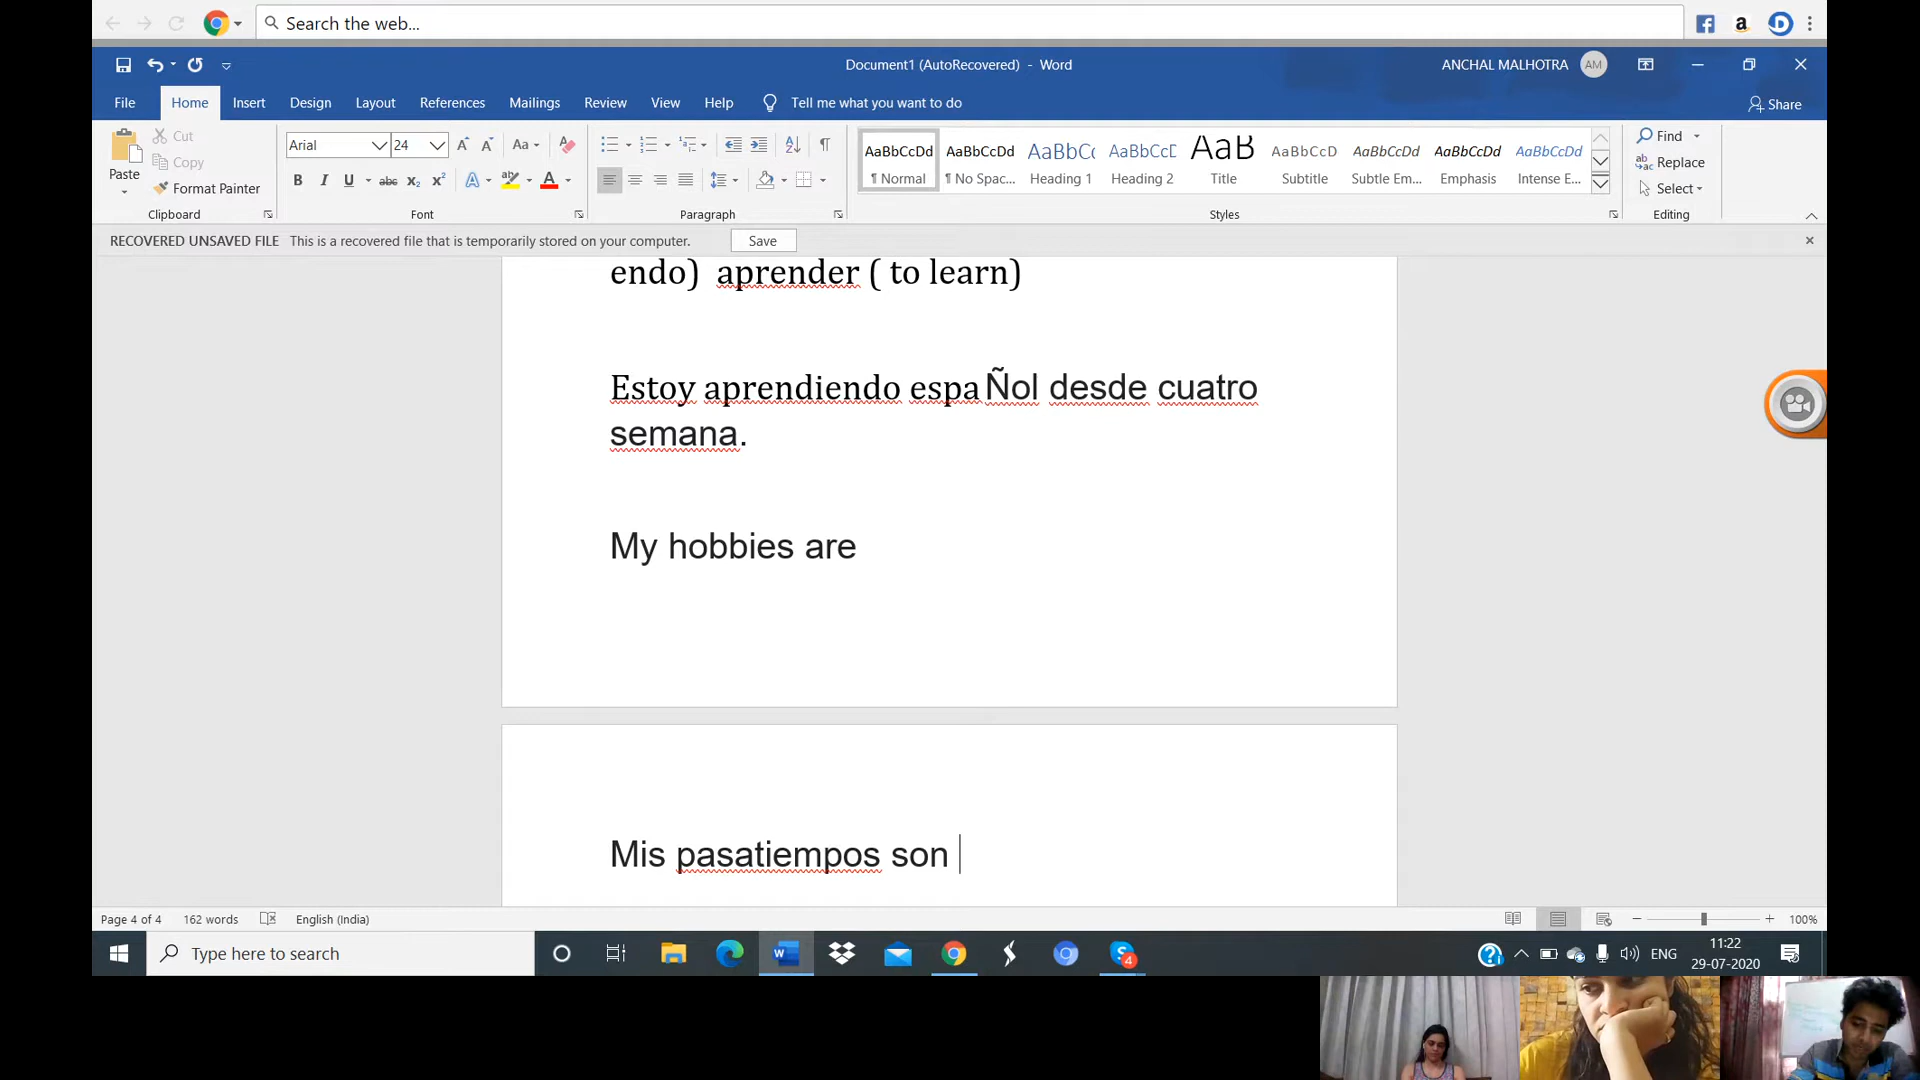 Search the web...
Document1 (AutoRecovered) - Word
ANCHAL MALHOTRA AM
File Home Insert Design Layout References Mailings Review View Help Tell me what you want to do Share
Paste
Cut
Copy
Format Painter
Clipboard
Arial 24
Font
Paragraph
AaBbCcDd AaBbCcDd AaBbCc AaBbCcC AaB AaBbCcD AaBbCcDd AaBbCcDd AaBbCcDd
¶ Normal ¶ No Spac... Heading 1 Heading 2 Title Subtitle Subtle Em... Emphasis Intense E...
Styles
Find
Replace
Select
Editing
RECOVERED UNSAVED FILE This is a recovered file that is temporarily stored on your computer. Save
endo) aprender ( to learn)
Estoy aprendiendo espa Ñol desde cuatro
semana.
My hobbies are
Mis pasatiempos son
Page 4 of 4 162 words English (India) 100%
Type here to search
4
ENG
11:22
29-07-2020